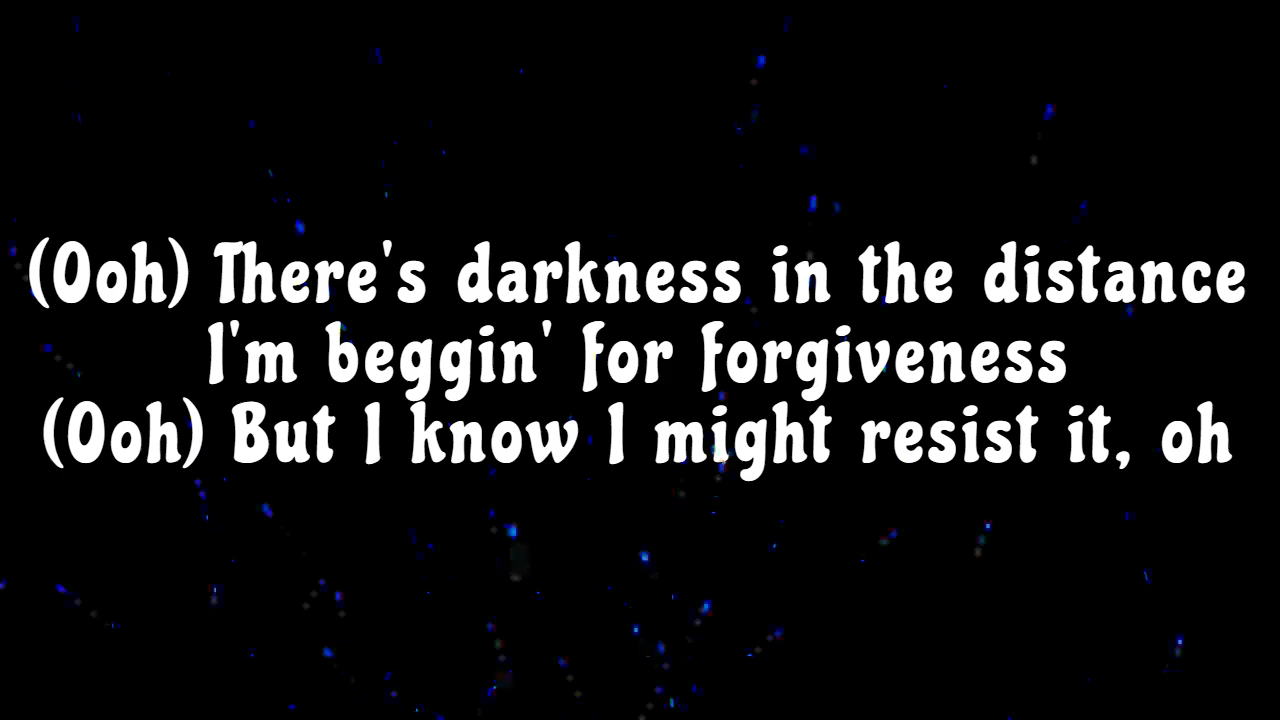 (Ooh) There's darkness in the distance
I'm beggin' for forgiveness
(Ooh) But I know I might resist it, oh